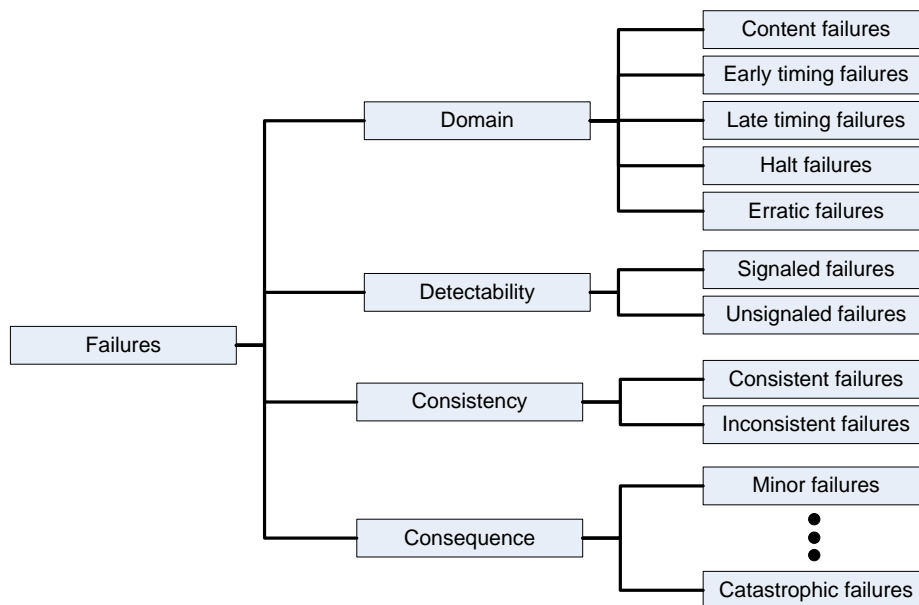 Failures
Domain
Content failures
Early timing failures
Late timing failures
Halt failures
Erratic failures
Detectability
Signaled failures
Unsignaled failures
Consistency
Consistent failures
Inconsistent failures
Consequence
Minor failures
Catastrophic failures